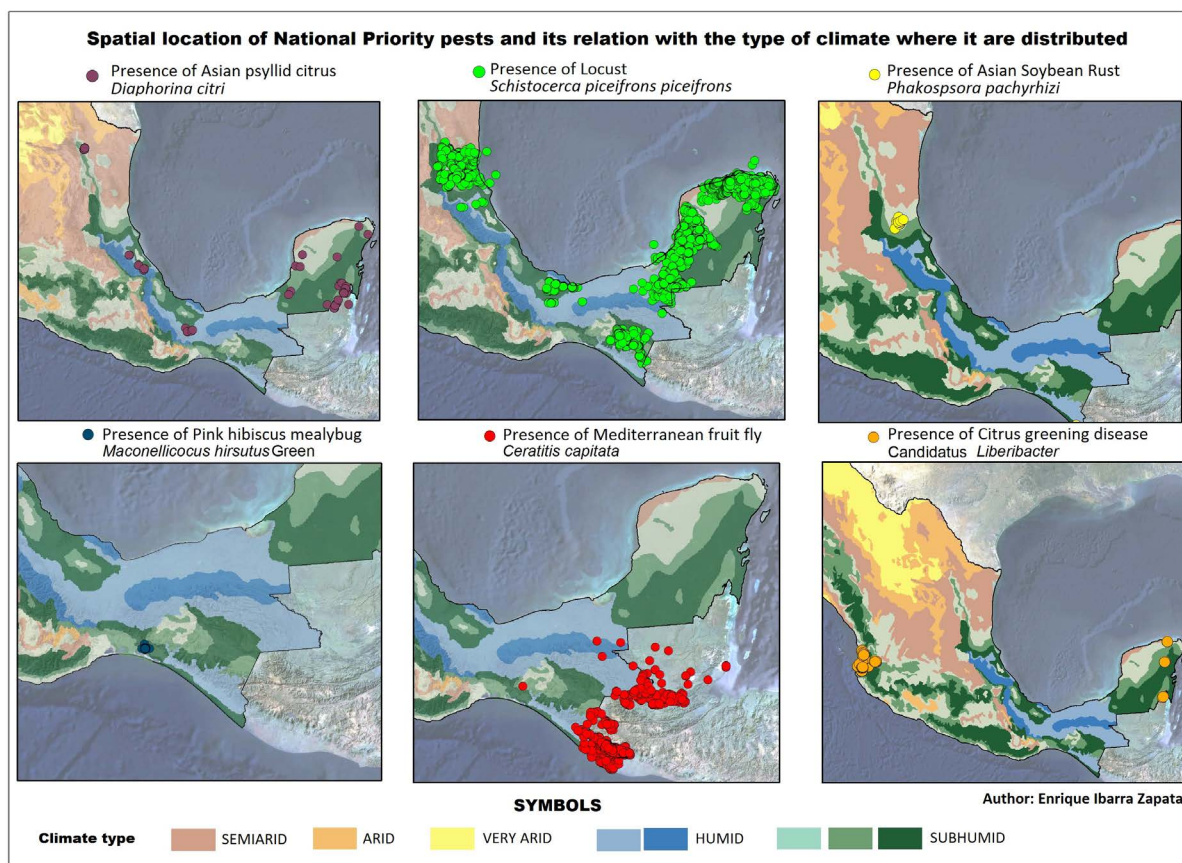 Spatial location of National Priority pests and its relation with the type of climate where it are distributed
Presence of Asian psyllid citrus
Diaphorina citri
Presence of Locust
Schistocerca piceifrons piceifrons
Presence of Asian Soybean Rust
Phakospsora pachyrhizi
Presence of Pink hibiscus mealybug
Maconellicocus hirsutus Green
Presence of Mediterranean fruit fly
Ceratitis capitata
Presence of Citrus greening disease
Candidatus Liberibacter
SYMBOLS
Author: Enrique Ibarra Zapata
Climate type SEMIARID ARID VERY ARID HUMID SUBHUMID